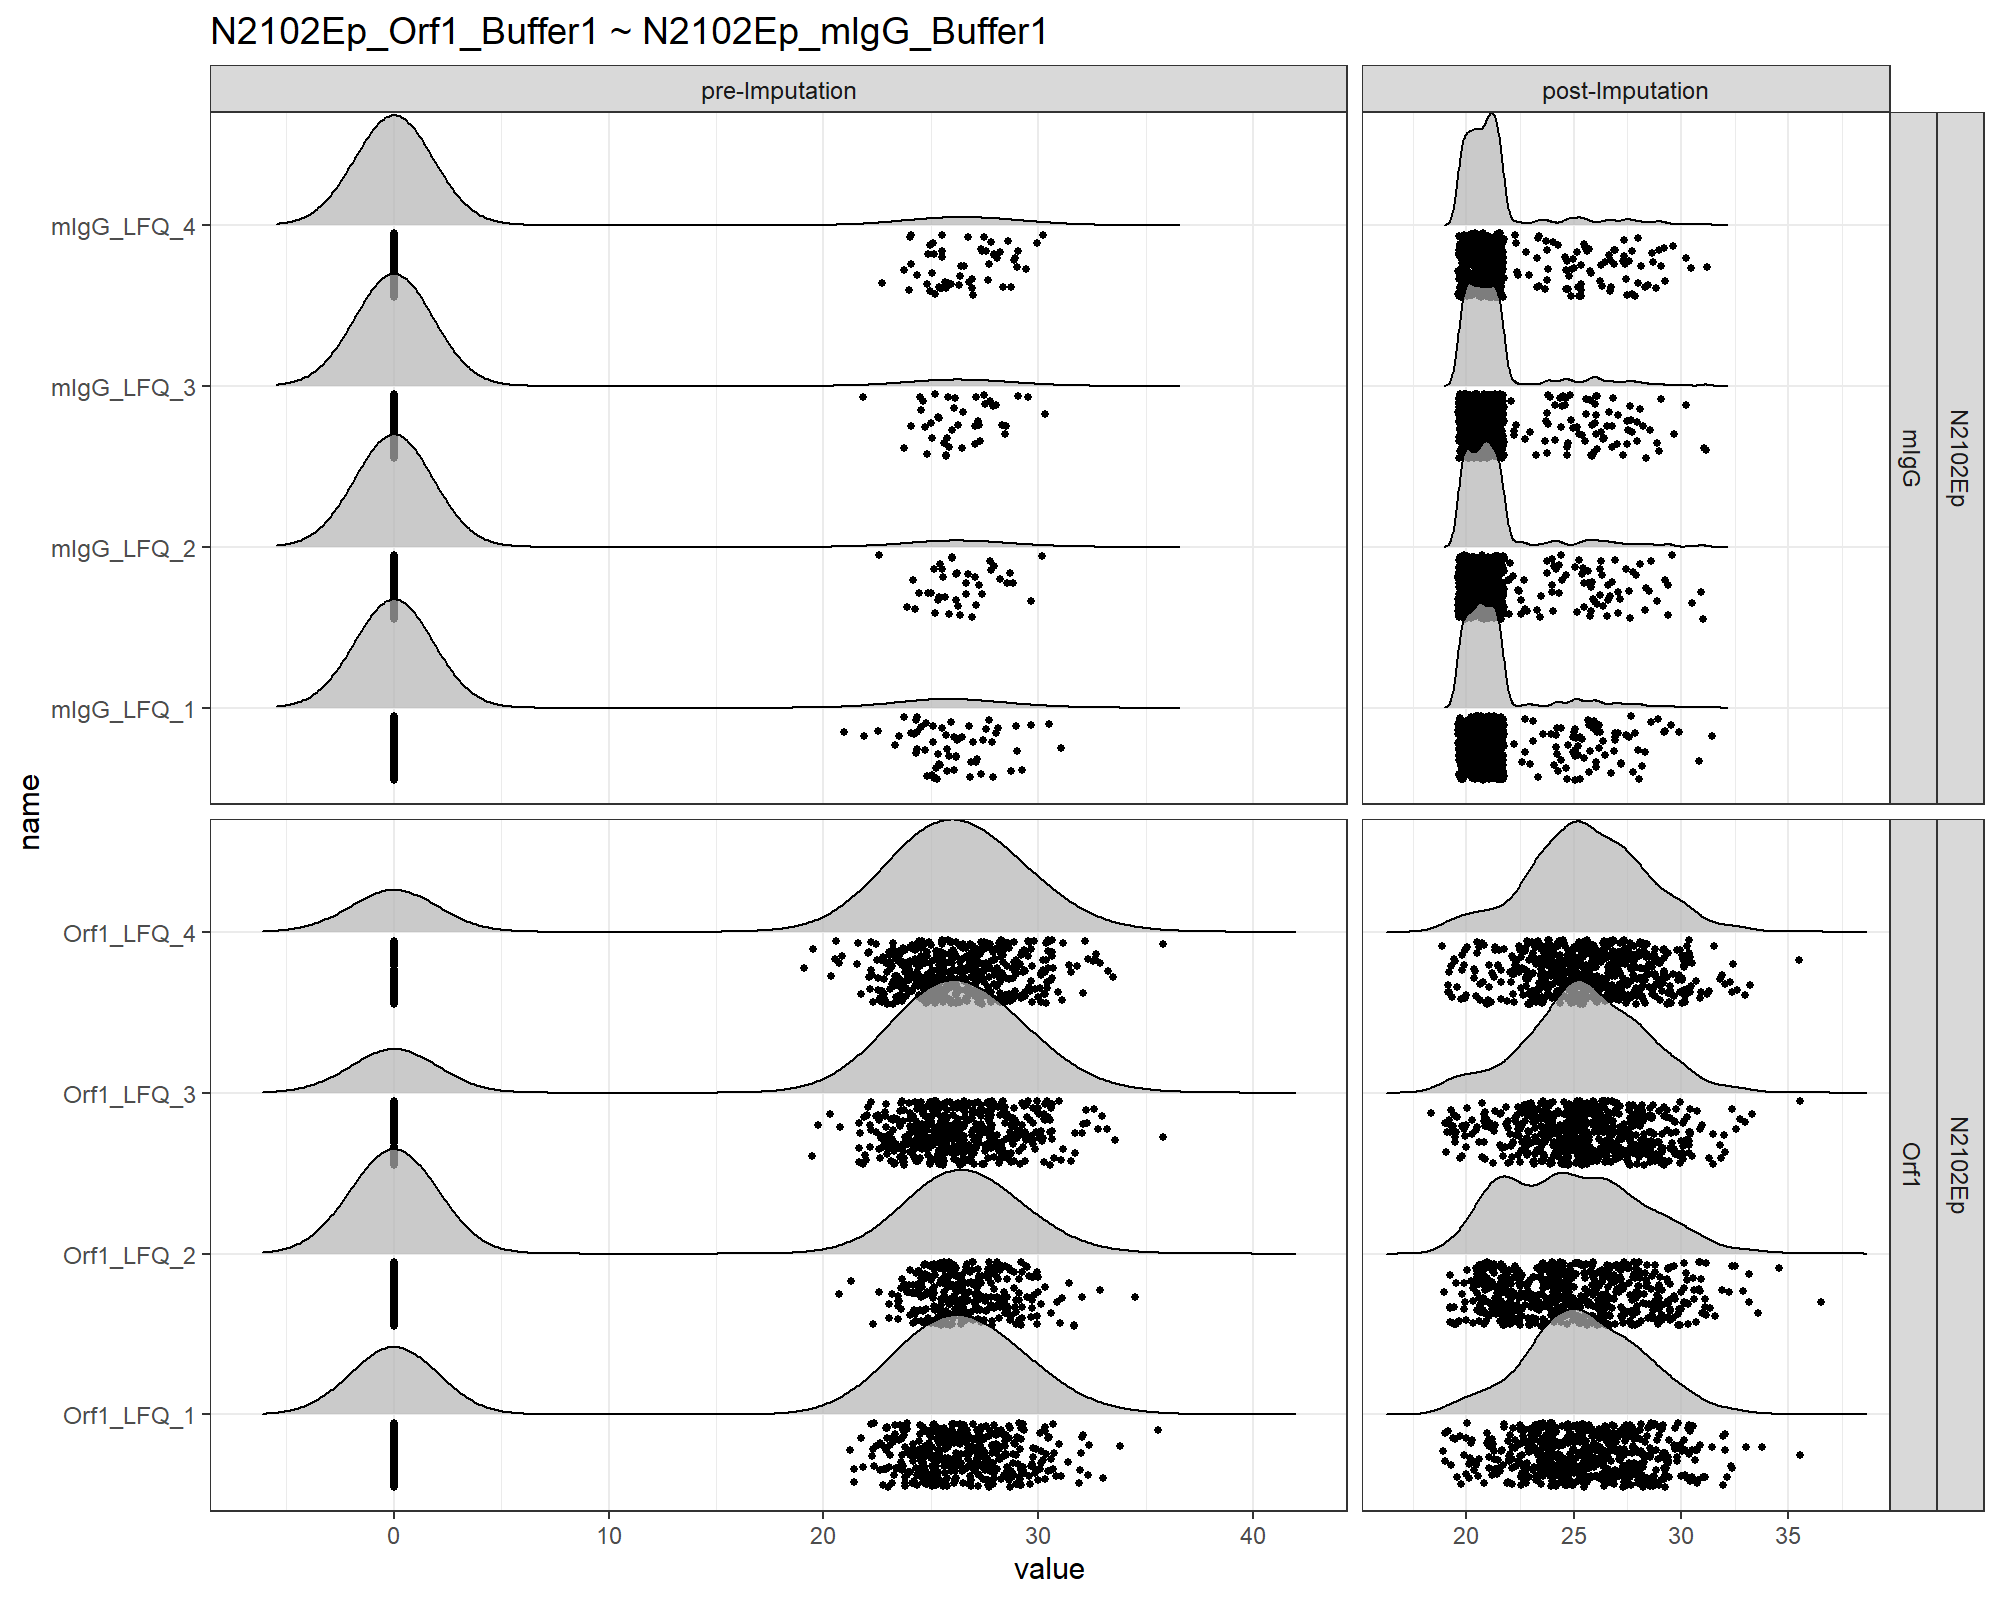 N2102Ep_Orf1_Buffer1 ~ N2102Ep_mIgG_Buffer1
pre-Imputation
post-Imputation
mIgG_LFQ_4
mIgG_LFQ_3
mIgG_LFQ_2
mIgG_LFQ_1
mIgG
N2102Ep
name
Orf1_LFQ_4
Orf1_LFQ_3
Orf1_LFQ_2
Orf1_LFQ_1
Orf1
N2102Ep
0 10 20 30 40
20 25 30 35
value